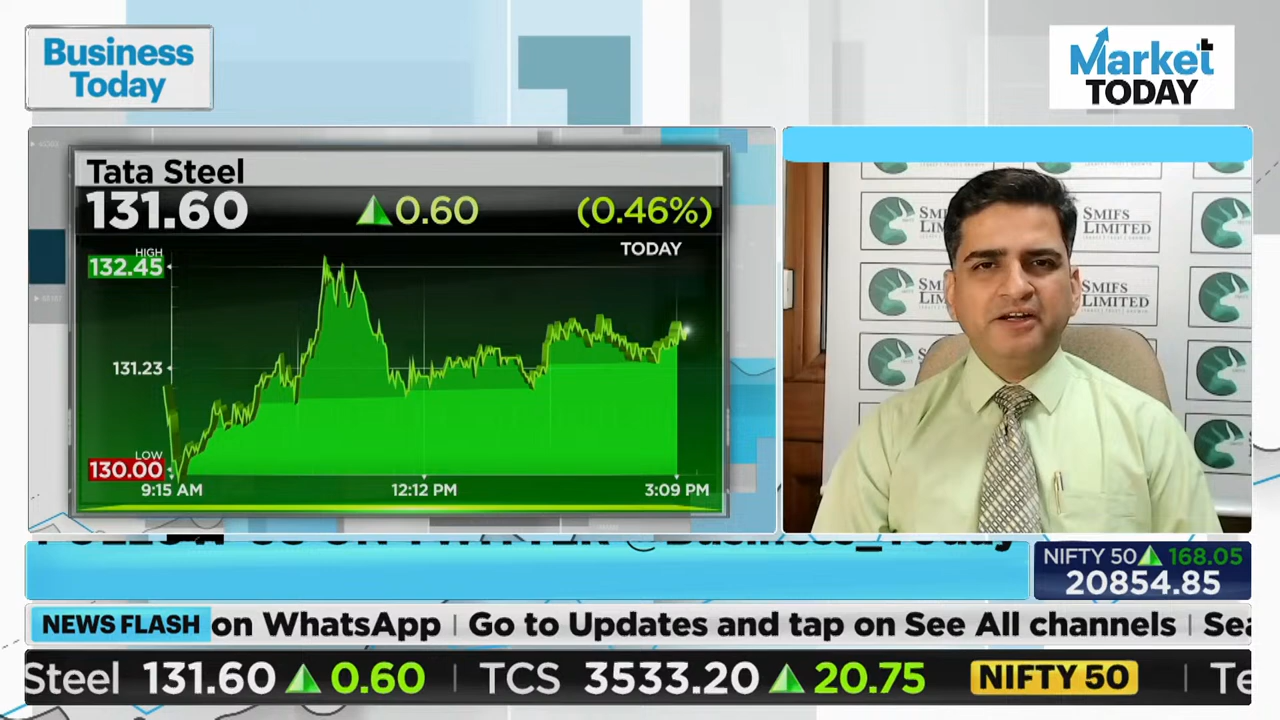 Business
Today
Market
TODAY
Tata Steel
131.60 0.60 (0.46%)
TODAY
HIGH
132.45
131.23
LOW
130.00
9:15 AM 12:12 PM 3:09 PM
SMIFS
LIMITED
SMIFS
LIMITED
NIFTY 50 168.05
20854.85
NEWS FLASH on WhatsApp | Go to Updates and tap on See All channels |
Steel 131.60 0.60 | TCS 3533.20 20.75 NIFTY 50 |